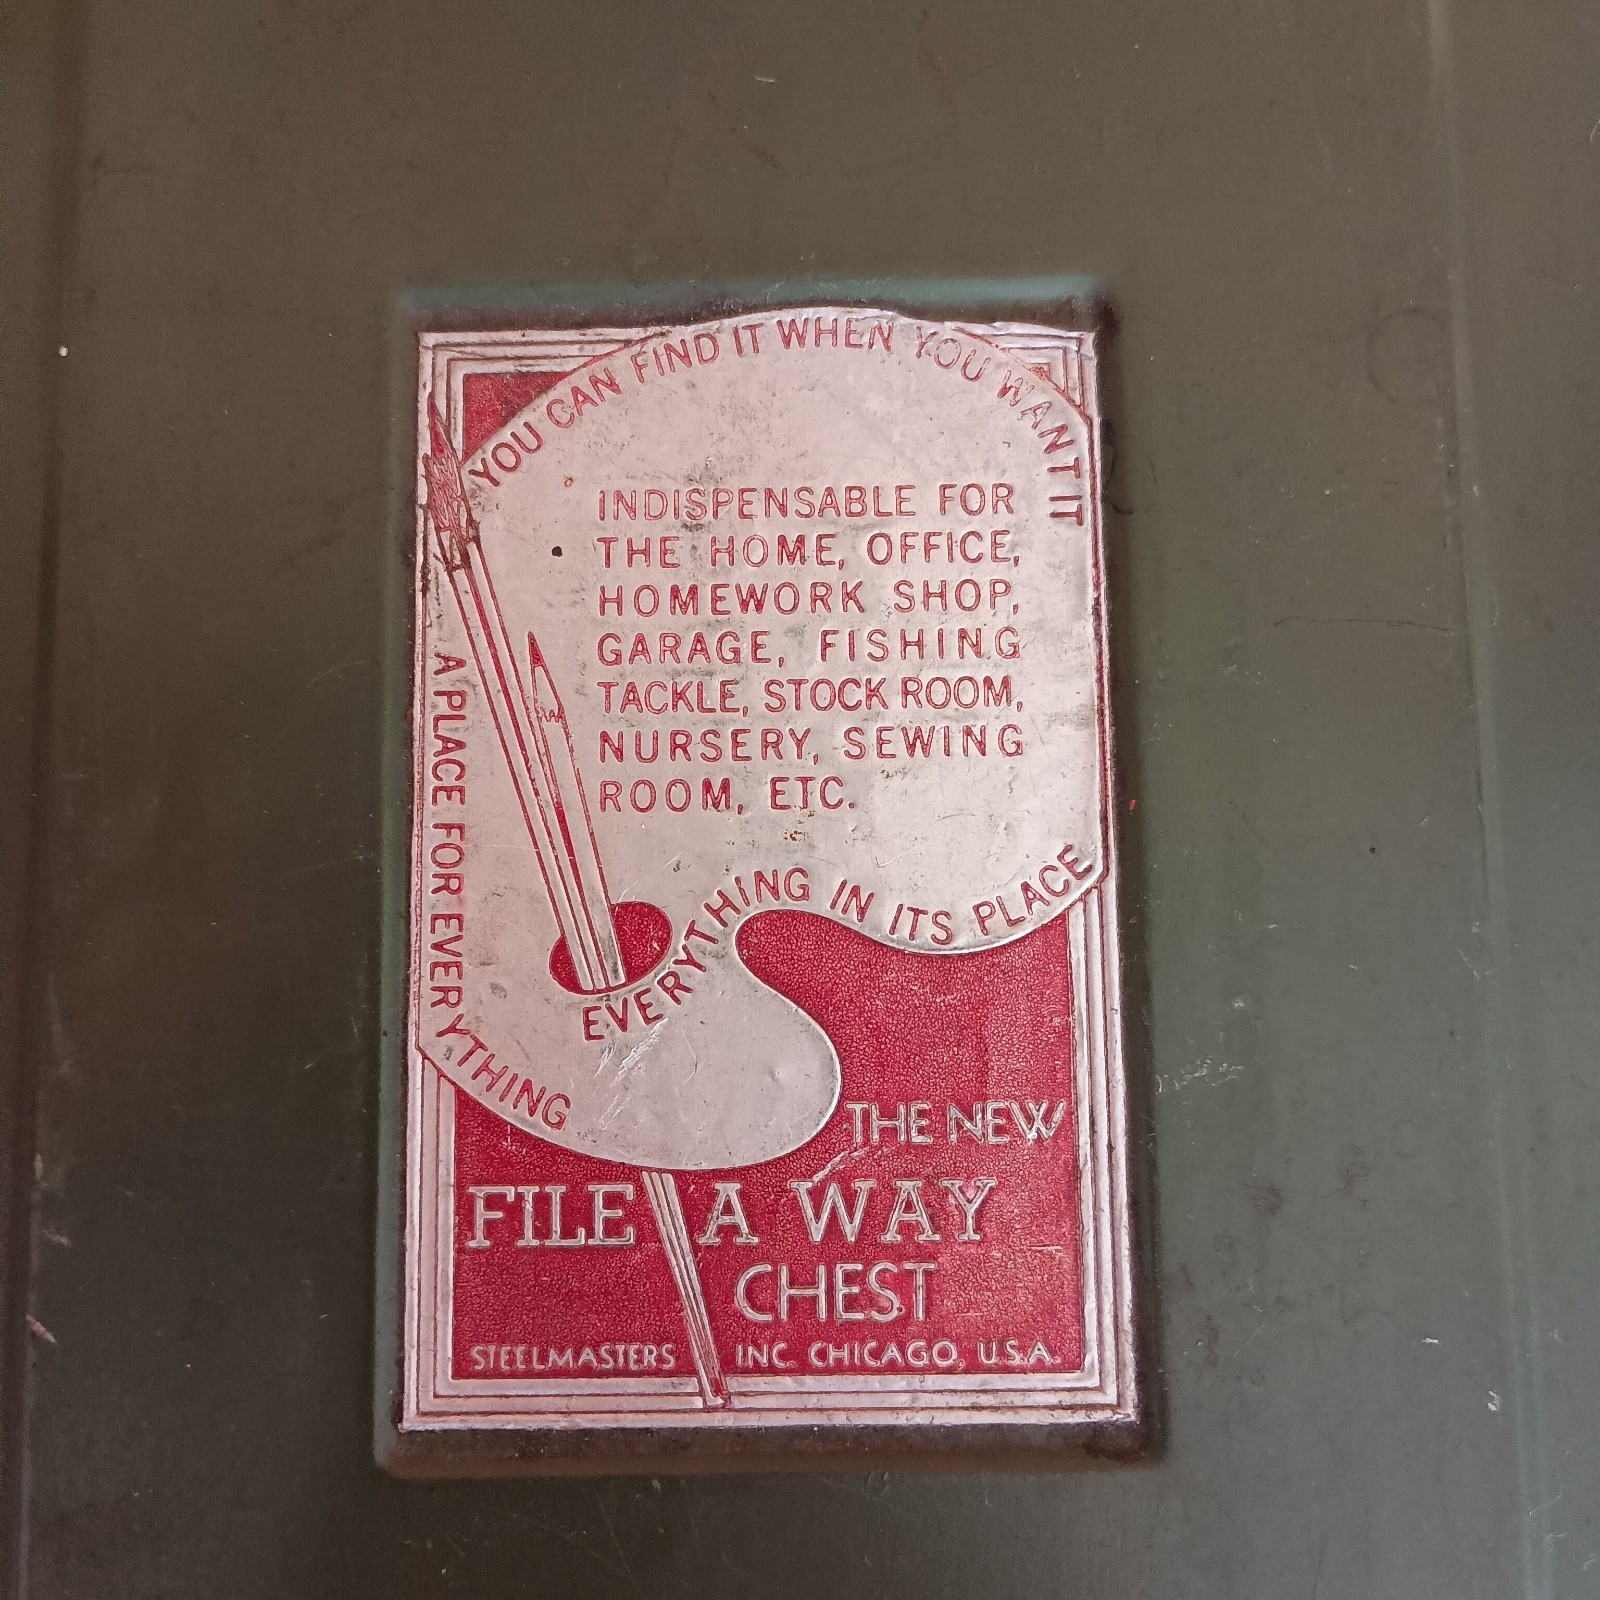 YOU CAN FIND IT WHEN YOU WANT IT
INDISPENSABLE FOR
THE HOME, OFFICE,
HOMEWORK SHOP,
GARAGE, FISHING
TACKLE, STOCK ROOM,
NURSERY, SEWING
ROOM, ETC.
A PLACE FOR EVERYTHING
EVERYTHING IN ITS PLACE
THE NEW
FILE A WAY
CHEST
STEELMASTERS INC. CHICAGO, U.S.A.